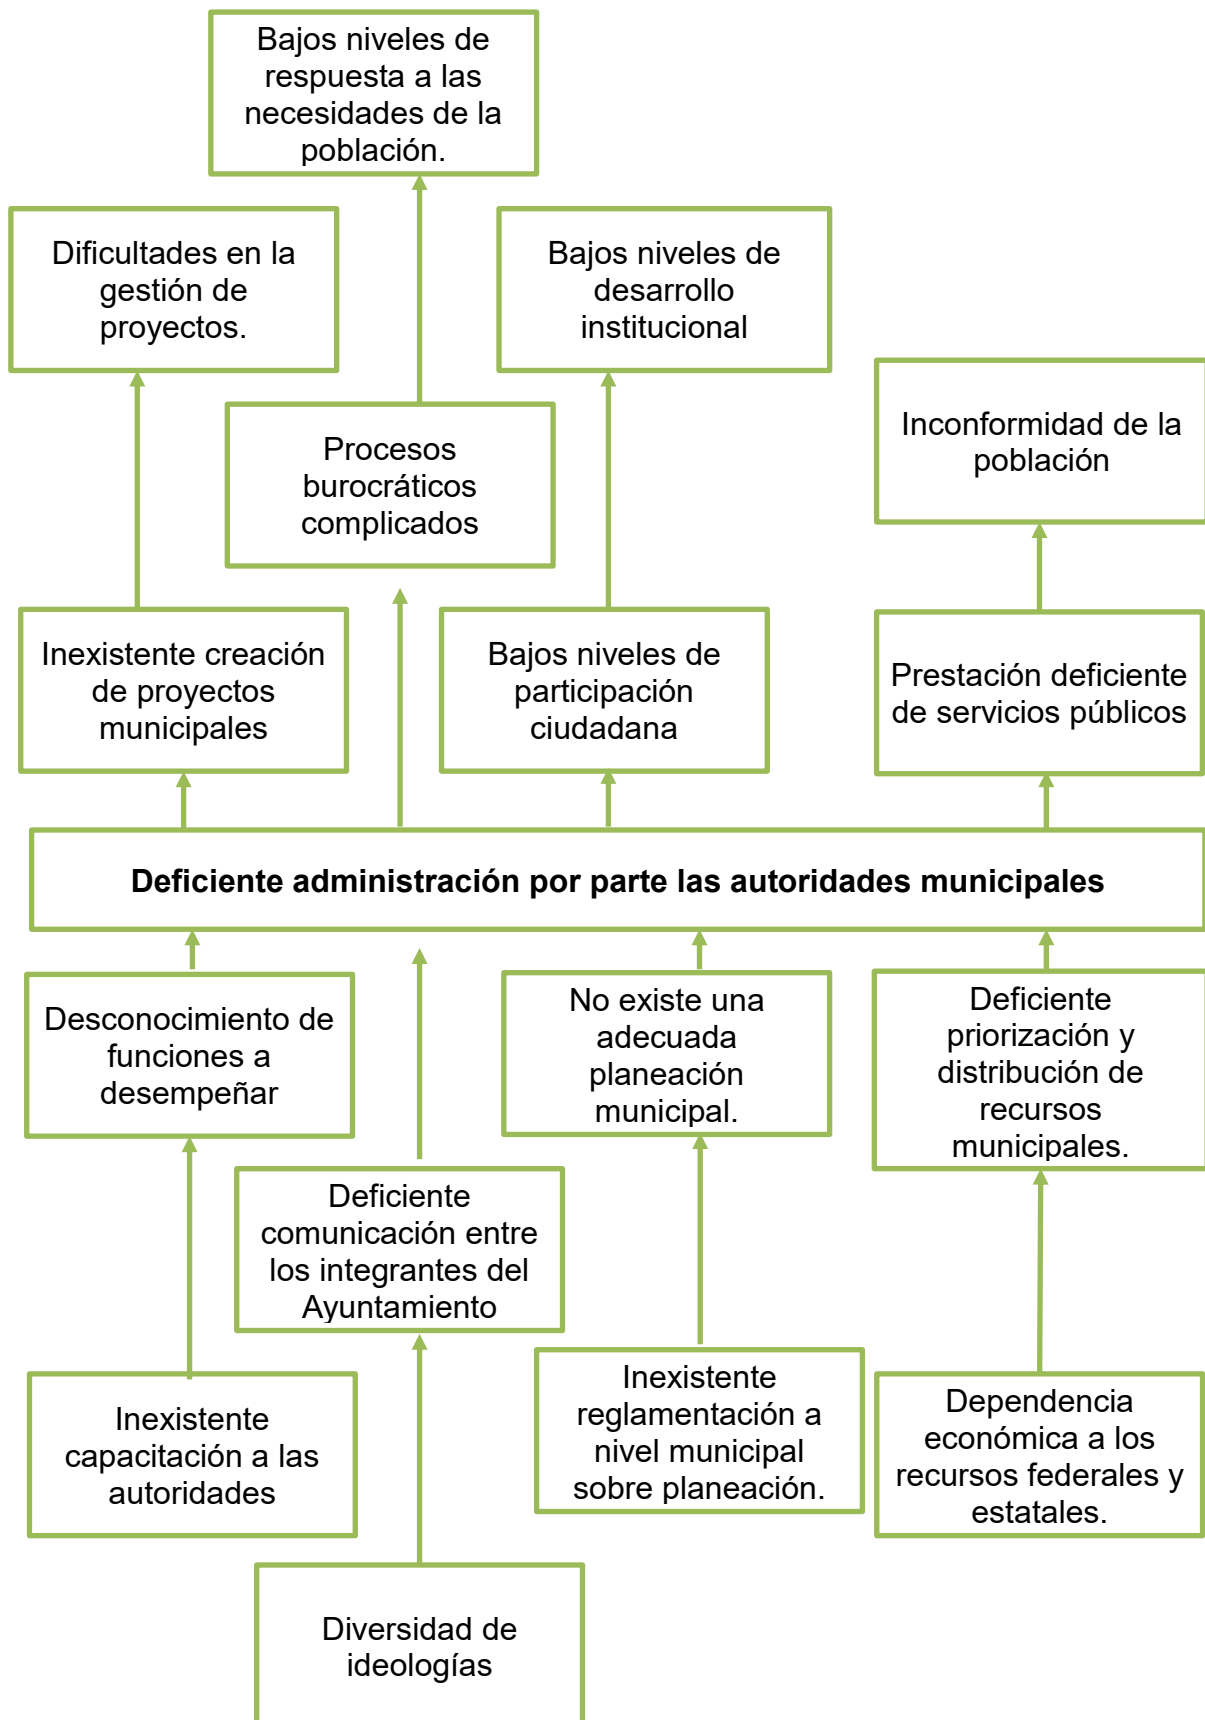 Bajos niveles de
respuesta a las
necesidades de la
población.
Dificultades en la
gestión de
proyectos.
Bajos niveles de
desarrollo
institucional
Procesos
burocráticos
complicados
Inconformidad de la
población
Inexistente creación
de proyectos
municipales
Bajos niveles de
participación
ciudadana
Prestación deficiente
de servicios públicos
Deficiente administración por parte las autoridades municipales
Desconocimiento de
funciones a
desempeñar
No existe una
adecuada
planeación
municipal.
Deficiente
priorización y
distribución de
recursos
municipales.
Deficiente
comunicación entre
los integrantes del
Ayuntamiento
Inexistente
capacitación a las
autoridades
Inexistente
reglamentación a
nivel municipal
sobre planeación.
Dependencia
económica a los
recursos federales y
estatales.
Diversidad de
ideologías